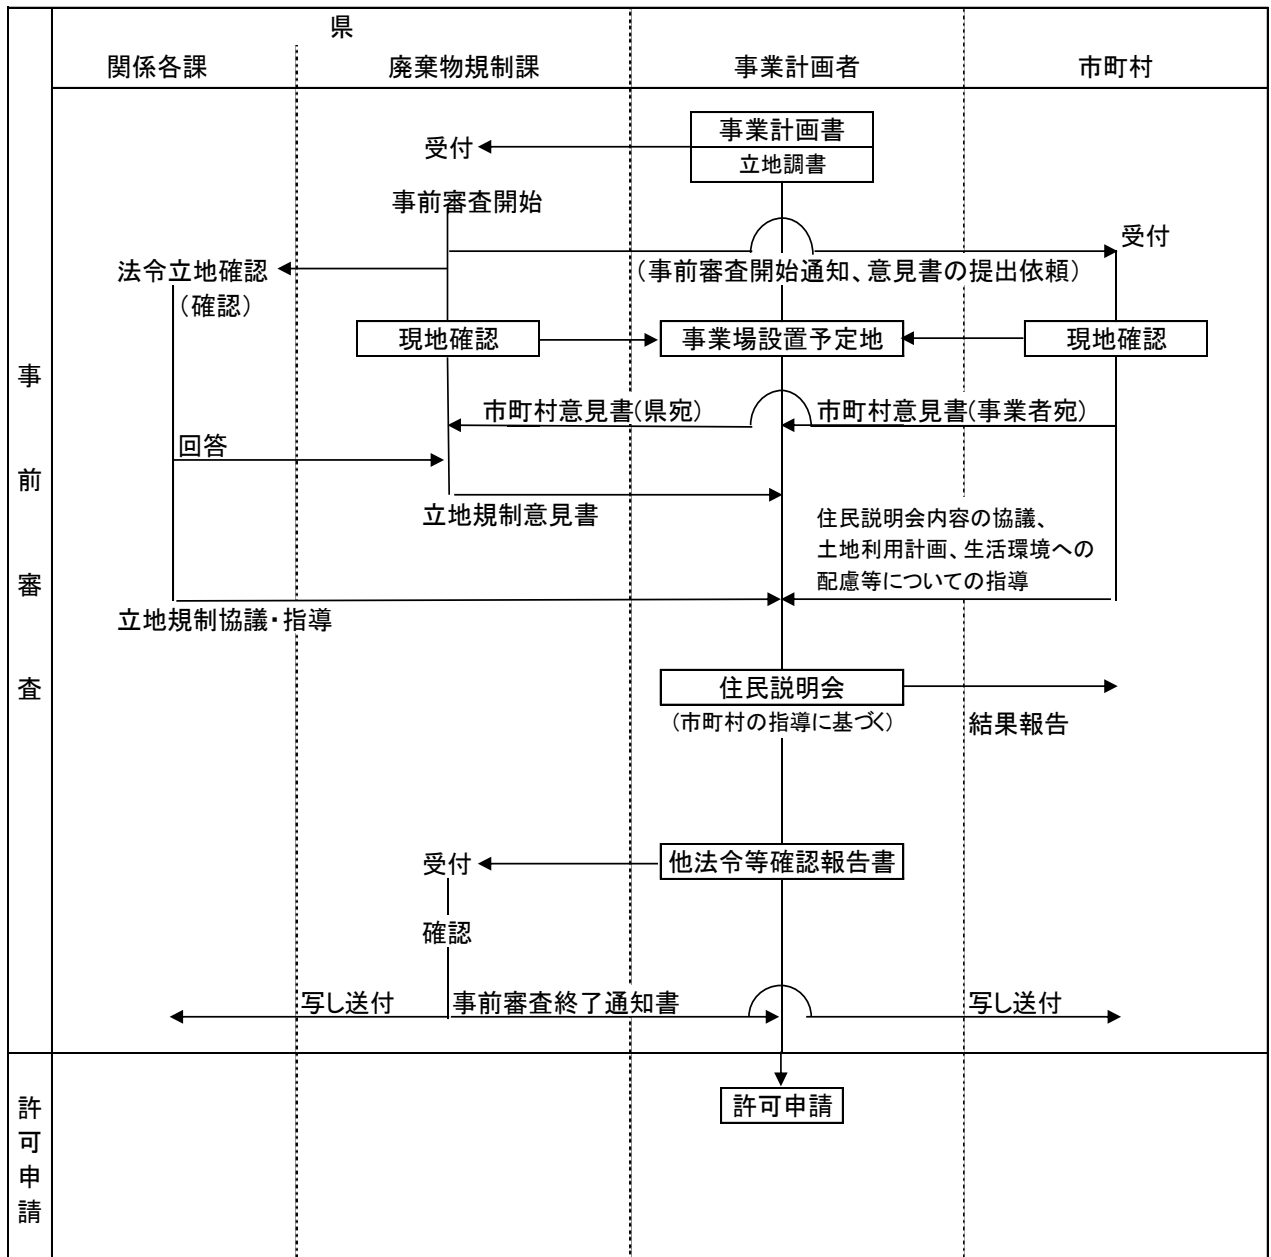 県
関係各課
廃棄物規制課
事業計画者
市町村
事業計画書
受付
立地調書
事前審査開始
受付
法令立地確認
（確認）
（事前審査開始通知、意見書の提出依頼）
現地確認
事業場設置予定地
現地確認
市町村意見書(県宛)
市町村意見書(事業者宛)
回答
立地規制意見書
住民説明会内容の協議、
土地利用計画、生活環境への
配慮等についての指導
立地規制協議・指導
住民説明会
(市町村の指導に基づく)
結果報告
受付
他法令等確認報告書
確認
写し送付
事前審査終了通知書
写し送付
事前審査
許可申請
許可申請